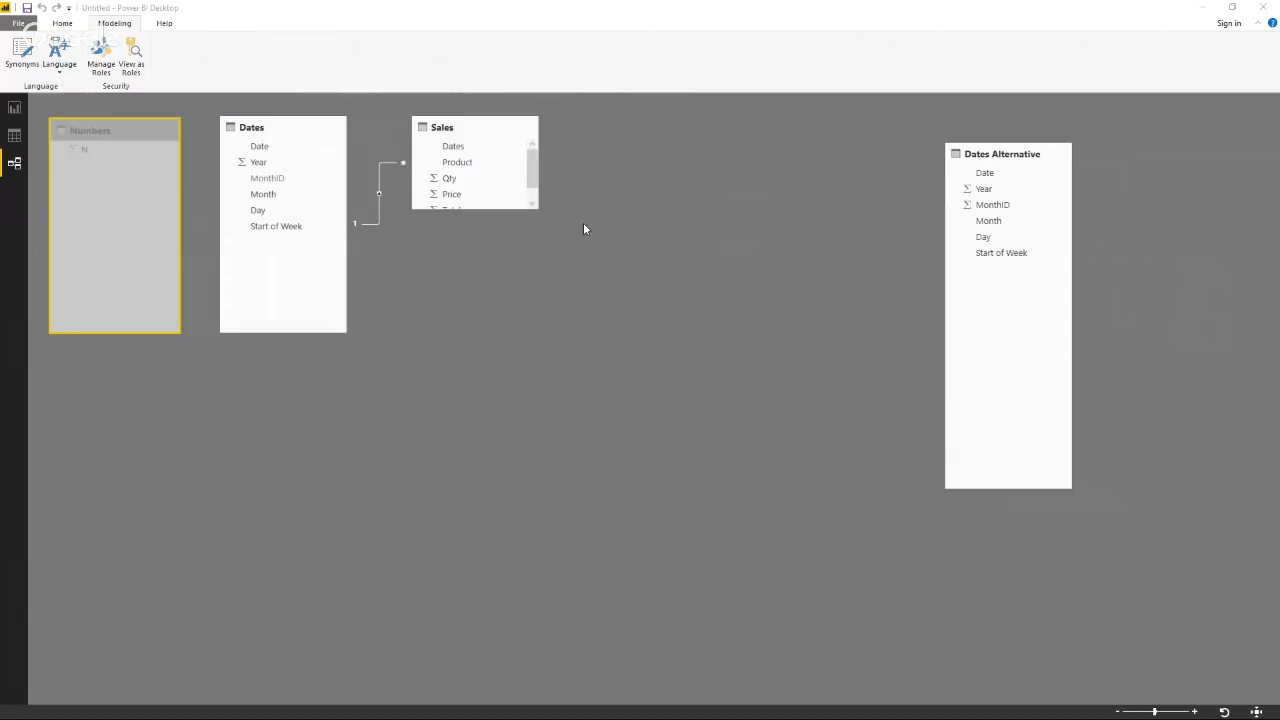 Untitled - Power BI Desktop
File Home Modeling Help Sign in
Synonyms Language Manage Roles View as Roles
Language Security
Numbers
N
Dates
Date
Σ Year
MonthID
Month
Day
Start of Week
1
*
Sales
Dates
Product
Σ Qty
Σ Price
Dates Alternative
Date
Σ Year
Σ MonthID
Month
Day
Start of Week
- +